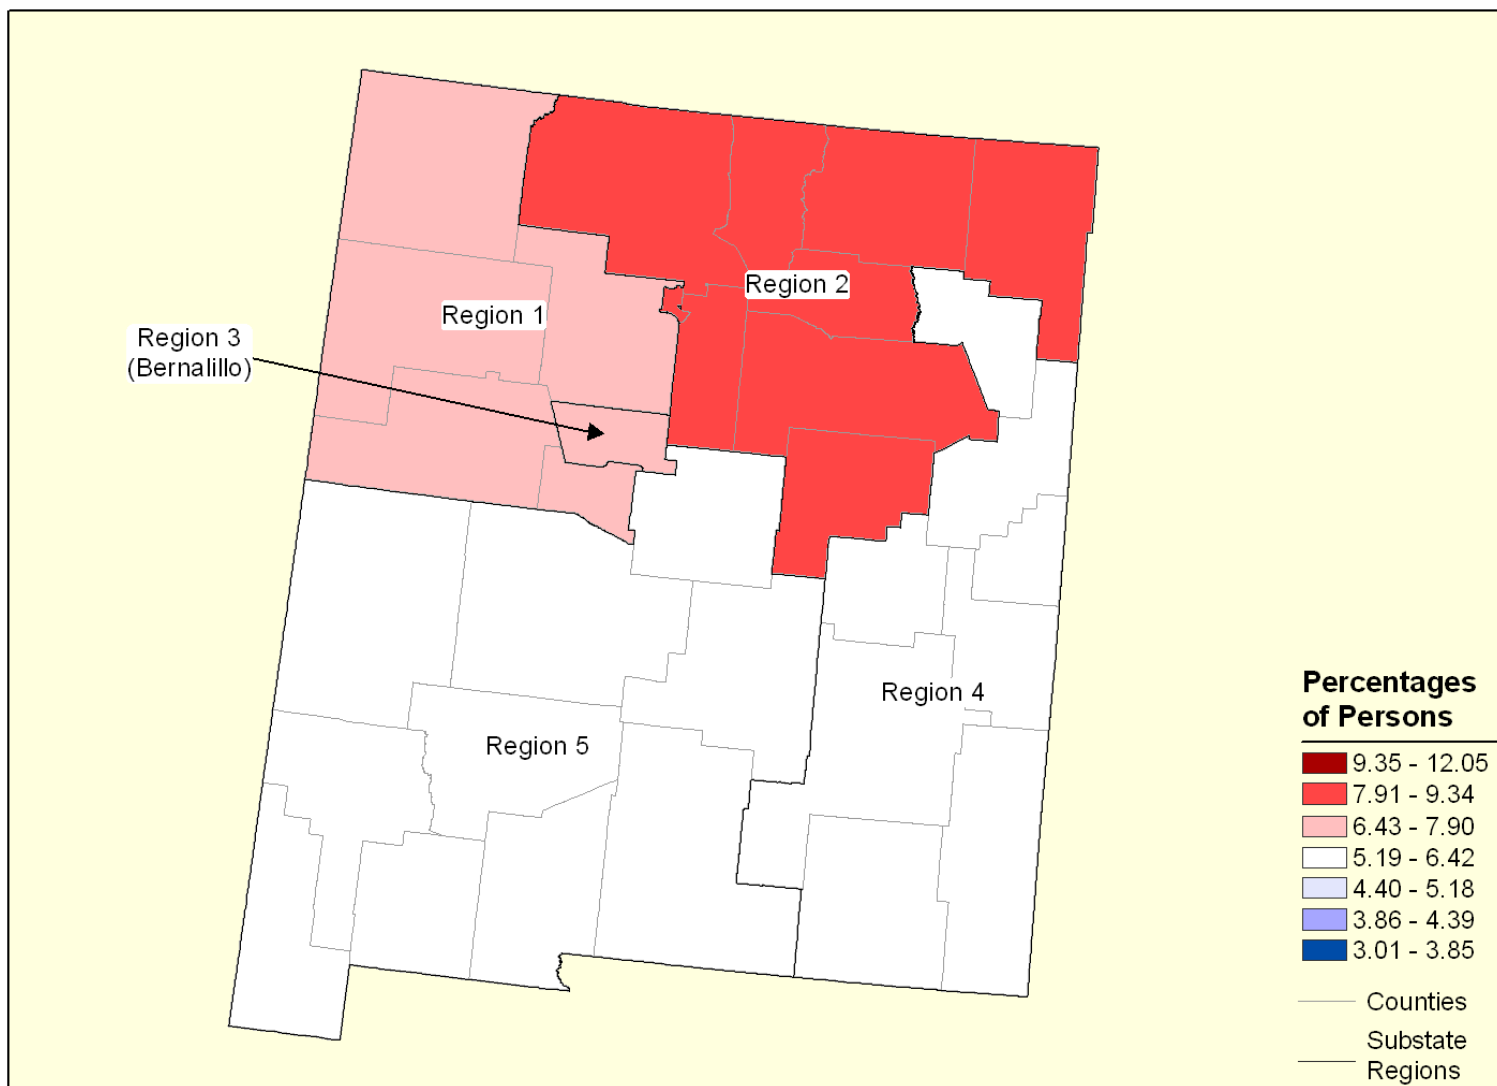 Region 2
Region 1
Region 3
(Bernalillo)
Region 4
Region 5
Percentages
of Persons
9.35 - 12.05
7.91 - 9.34
6.43 - 7.90
5.19 - 6.42
4.40 - 5.18
3.86 - 4.39
3.01 - 3.85
Counties
Substate
Regions